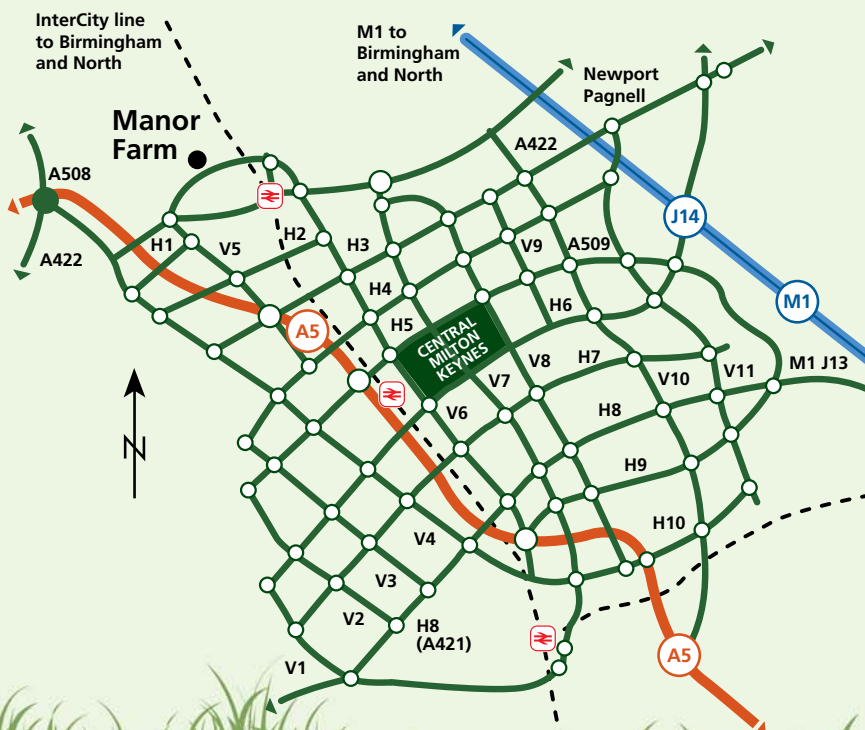 InterCity line
to Birmingham
and North
M1 to
Birmingham
and North
Newport
Pagnell
Manor
Farm
A422
A508
J14
H1
V5
H2
H3
V9
A509
A422
H4
M1
H6
H5
A5
CENTRAL
MILTON
KEYNES
V8
H7
M1 J13
V7
V10
V11
V6
H8
N
H9
H10
V4
V3
V2
H8
(A421)
V1
A5